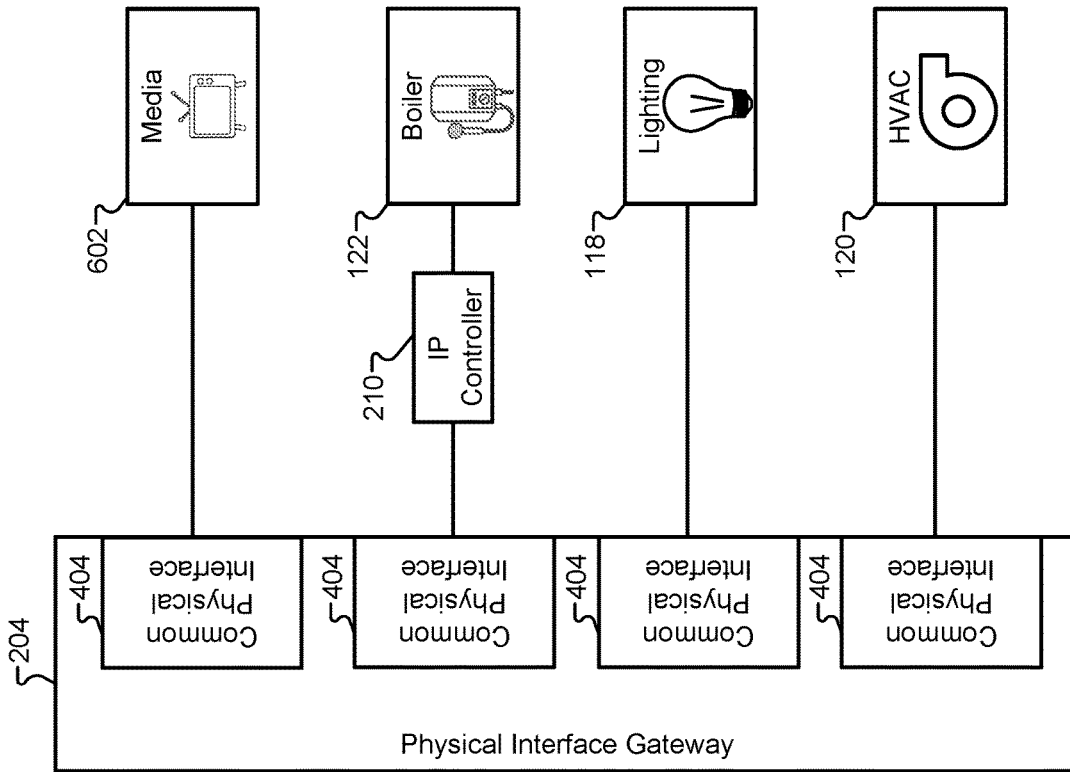 204
Physical Interface Gateway
404
Common
Physical
Interface
602
Media
404
Common
Physical
Interface
210
IP
Controller
122
Boiler
404
Common
Physical
Interface
118
Lighting
404
Common
Physical
Interface
120
HVAC